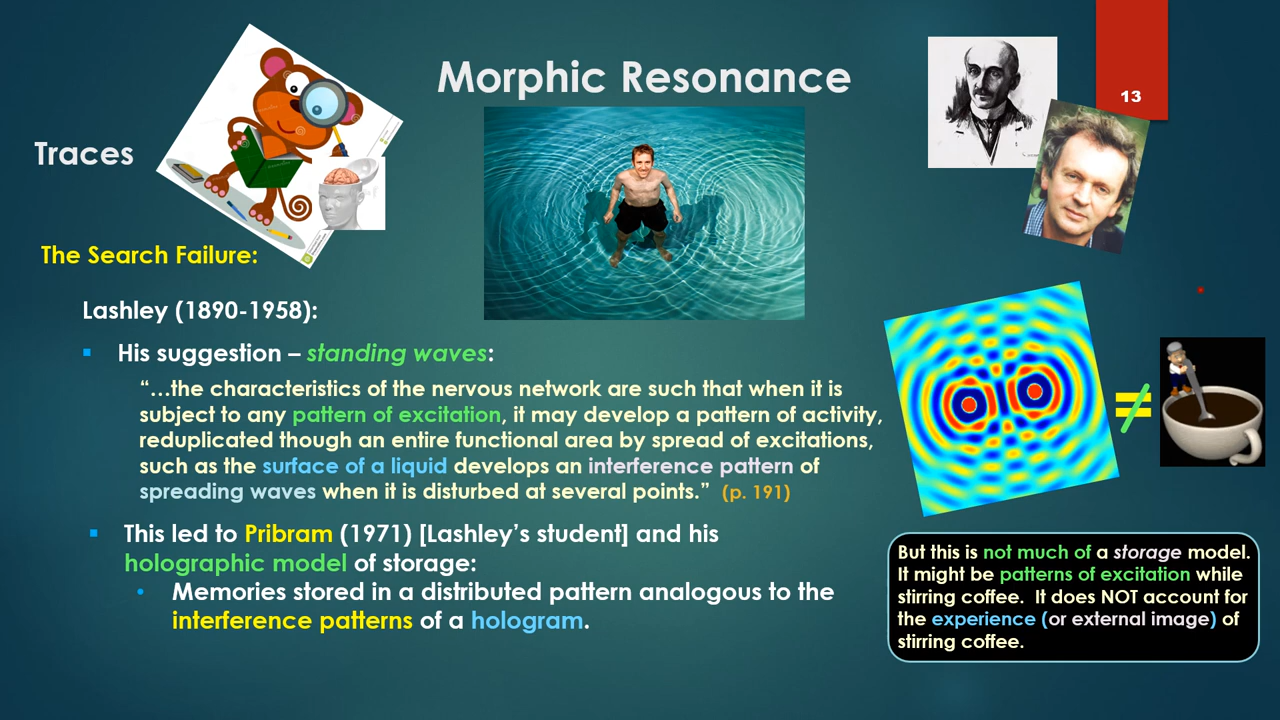 Morphic Resonance
13
Traces
The Search Failure:
Lashley (1890-1958):
His suggestion – standing waves:
“…the characteristics of the nervous network are such that when it is
subject to any pattern of excitation, it may develop a pattern of activity,
reduplicated though an entire functional area by spread of excitations,
such as the surface of a liquid develops an interference pattern of
spreading waves when it is disturbed at several points.” (p. 191)
≠
This led to Pribram (1971) [Lashley’s student] and his
holographic model of storage:
Memories stored in a distributed pattern analogous to the
interference patterns of a hologram.
But this is not much of a storage model.
It might be patterns of excitation while
stirring coffee. It does NOT account for
the experience (or external image) of
stirring coffee.